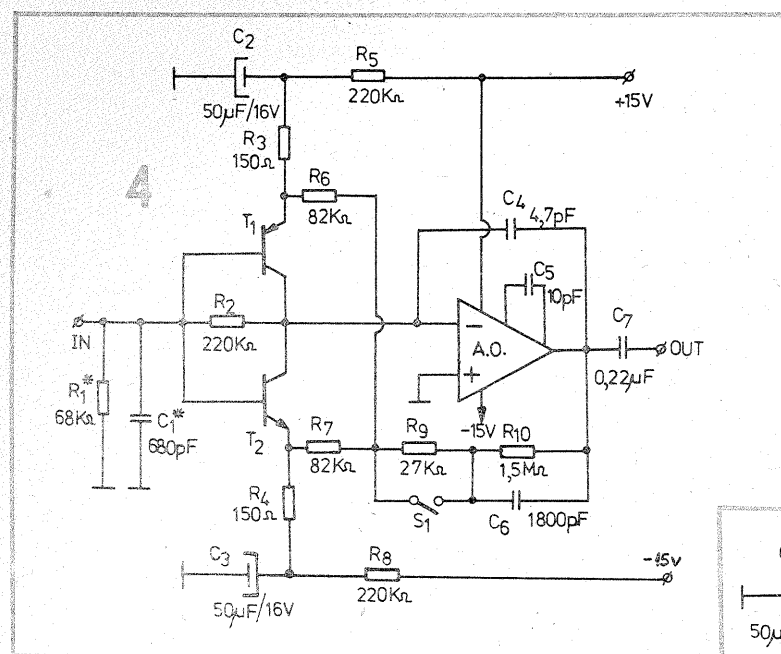 C2
R5
50µF/16V
220KΩ
+15V
R3
150Ω
4
R6
82KΩ
T1
C4
4,7pF
C5
10pF
R2
220KΩ
IN
R1*
68KΩ
C1*
680pF
−
A.O.
+
C7
0,22µF
OUT
T2
R7
82KΩ
-15V
R9
27KΩ
R10
1,5MΩ
R4
150Ω
S1
C6
1800pF
C3
50µF/16V
R8
220KΩ
-15V
50µ